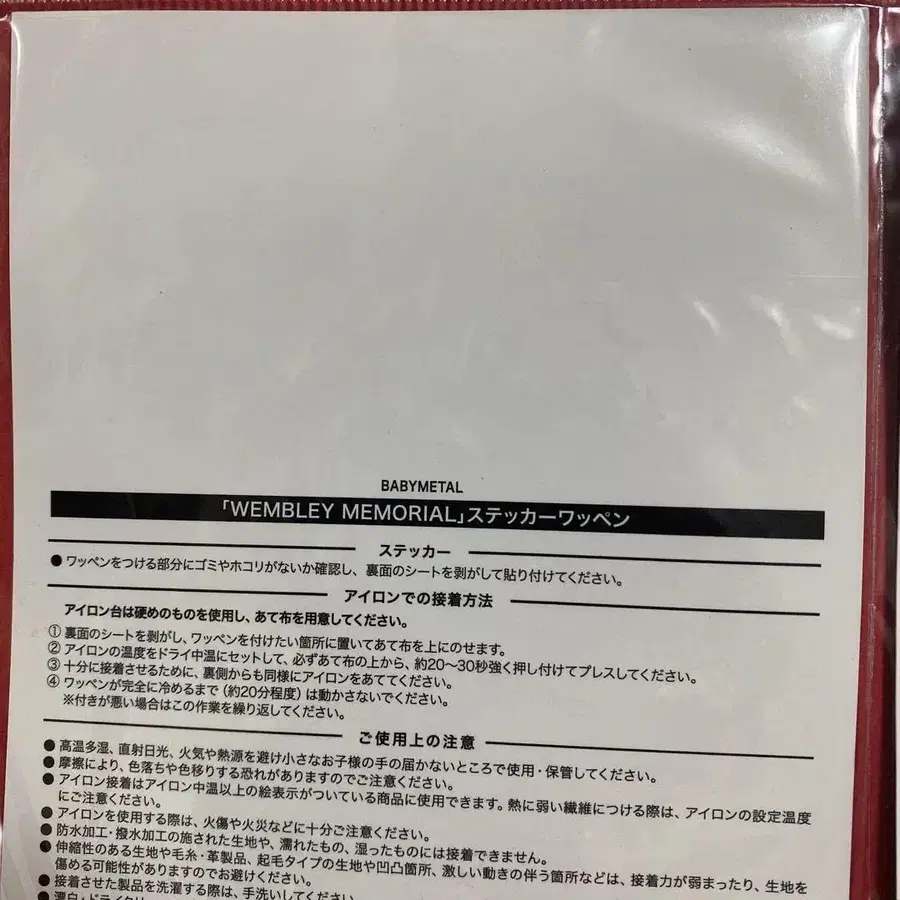 BABYMETAL
「WEMBLEY MEMORIAL」ステッカーワッペン
ステッカー
● ワッペンをつける部分にゴミやホコリがないか確認し、裏面のシートを剥がして貼り付けてください。
アイロンでの接着方法
アイロン台は硬めのものを使用し、あて布を用意してください。
① 裏面のシートを剥がし、ワッペンを付けたい箇所に置いてあて布を上にのせます。
② アイロンの温度をドライ中温にセットして、必ずあて布の上から、約20～30秒強く押し付けてプレスしてください。
③ 十分に接着させるために、裏側からも同様にアイロンをあててください。
④ ワッペンが完全に冷めるまで（約20分程度）は動かさないでください。
※付きが悪い場合はこの作業を繰り返してください。
ご使用上の注意
● 高温多湿、直射日光、火気や熱源を避け小さなお子様の手の届かないところで使用・保管してください。
● 摩擦により、色落ちや色移りする恐れがありますのでご注意ください。
● アイロン接着はアイロン中温以上の絵表示がついている商品に使用できます。熱に弱い繊維につける際は、アイロンの設定温度
にご注意ください。
● アイロンを使用する際は、火傷や火災などに十分ご注意ください。
● 防水加工・撥水加工の施された生地や、濡れたもの、湿ったものには接着できません。
● 伸縮性のある生地や毛糸・革製品、起毛タイプの生地や凹凸箇所、激しい動きの伴う箇所などは、接着力が弱まったり、生地を
傷める可能性がありますのでお避けください。
● 接着させた製品を洗濯する際は、手洗いしてください
● 漂白・ドライクリ